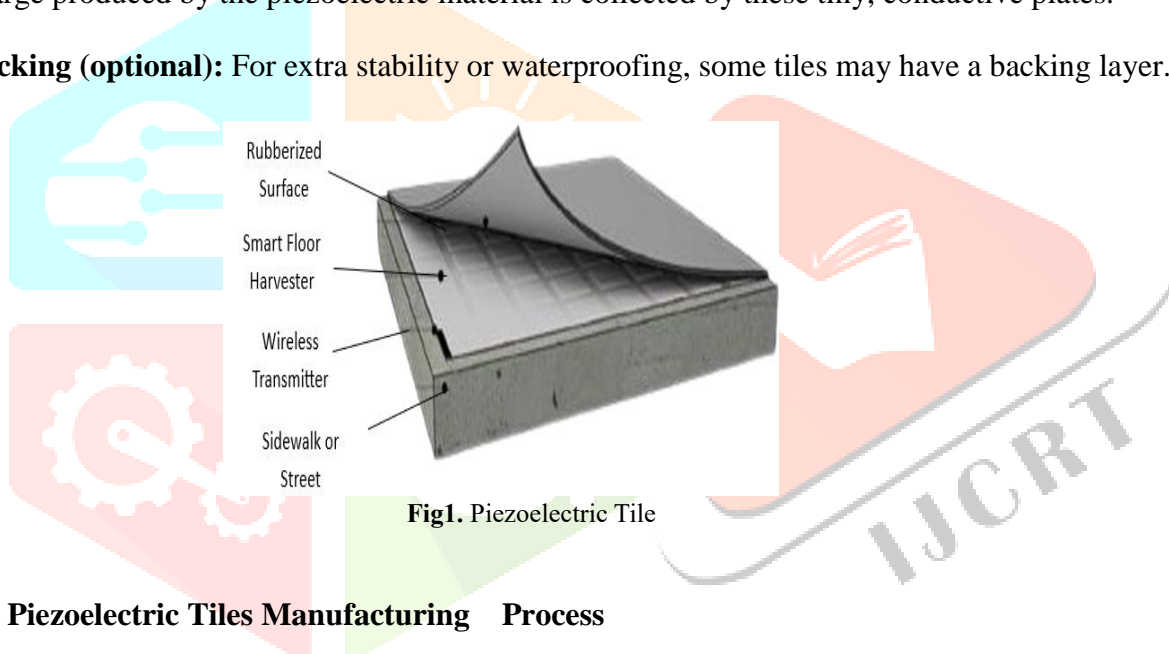 produced by the piezoelectric material is collected by these tiny, conductive plates.
(optional): For extra stability or waterproofing, some tiles may have a backing layer.
Rubberized
Surface
Smart Floor
Harvester
Wireless
Transmitter
Sidewalk or
Street
Fig1. Piezoelectric Tile
IJCRT
Piezoelectric Tiles Manufacturing Process